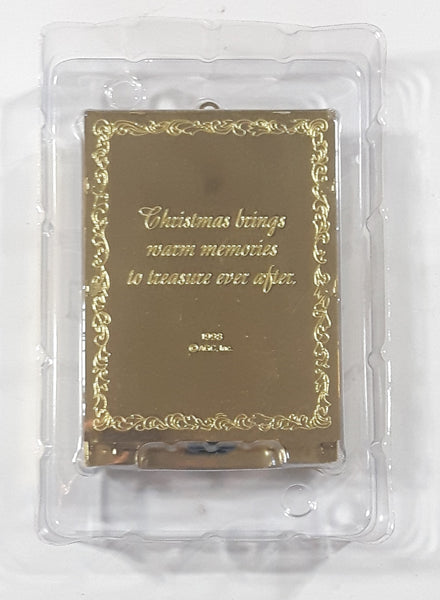 Christmas brings
warm memories
to treasure ever after.
1998
©AGC, Inc.